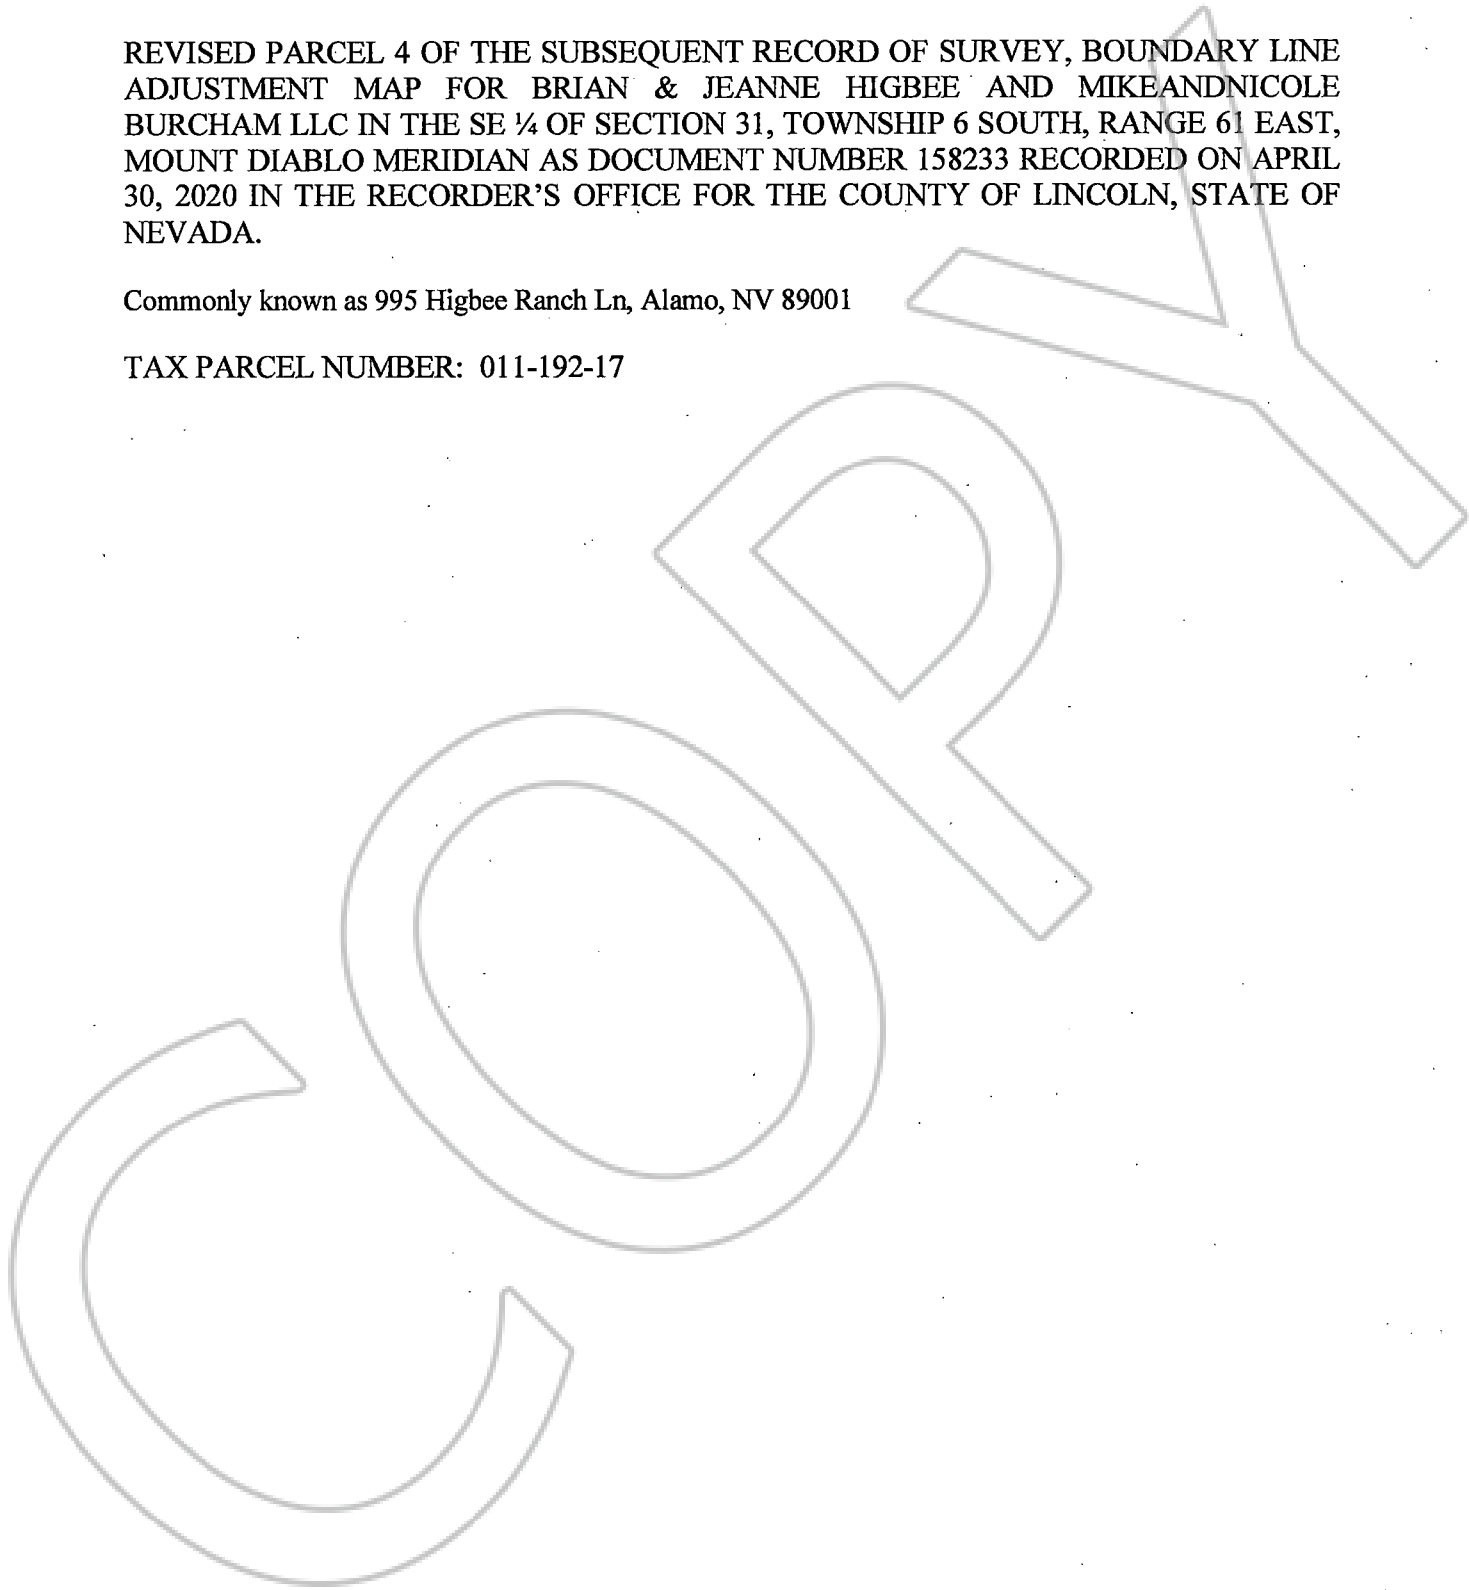 REVISED PARCEL 4 OF THE SUBSEQUENT RECORD OF SURVEY, BOUNDARY LINE
ADJUSTMENT MAP FOR BRIAN & JEANNE HIGBEE AND MIKEANDNICOLE
BURCHAM LLC IN THE SE ¼ OF SECTION 31, TOWNSHIP 6 SOUTH, RANGE 61 EAST,
MOUNT DIABLO MERIDIAN AS DOCUMENT NUMBER 158233 RECORDED ON APRIL
30, 2020 IN THE RECORDER'S OFFICE FOR THE COUNTY OF LINCOLN, STATE OF
NEVADA.
Commonly known as 995 Higbee Ranch Ln, Alamo, NV 89001
TAX PARCEL NUMBER: 011-192-17
COPY